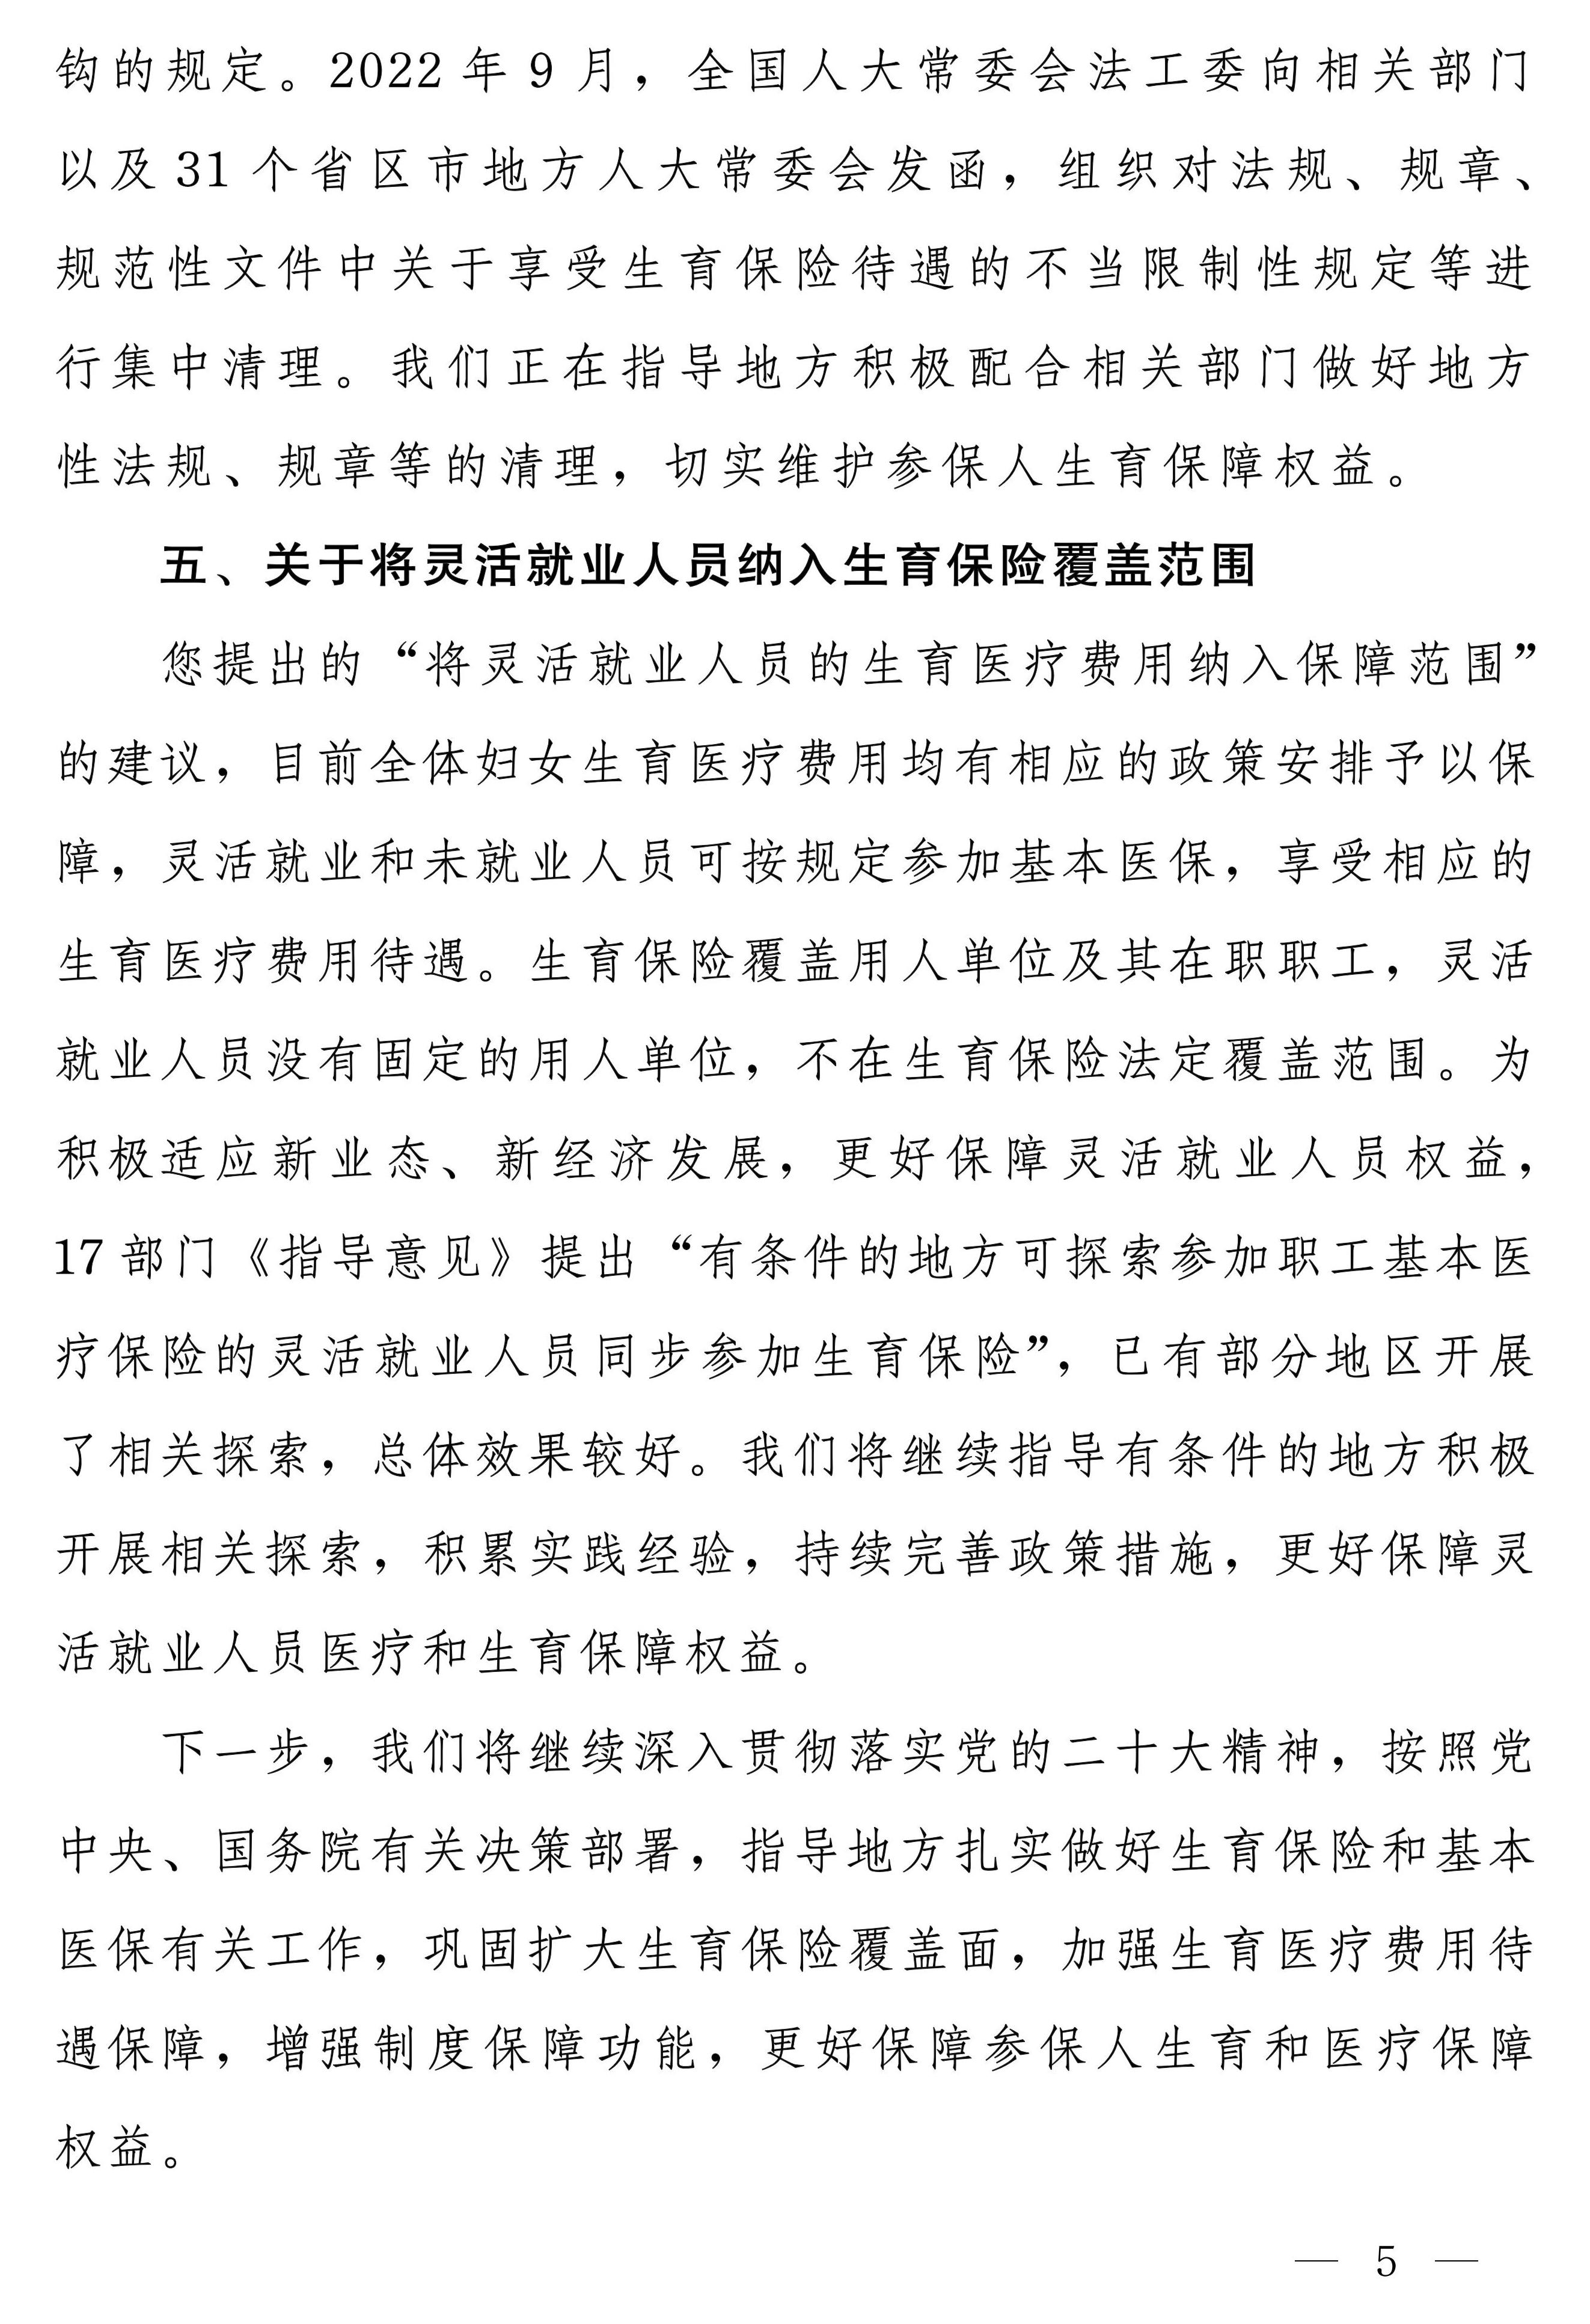 钩的规定。2022年9月，全国人大常委会法工委向相关部门
以及31个省区市地方人大常委会发函，组织对法规、规章、
规范性文件中关于享受生育保险待遇的不当限制性规定等进
行集中清理。我们正在指导地方积极配合相关部门做好地方
性法规、规章等的清理，切实维护参保人生育保障权益。
五、关于将灵活就业人员纳入生育保险覆盖范围
您提出的“将灵活就业人员的生育医疗费用纳入保障范围”
的建议，目前全体妇女生育医疗费用均有相应的政策安排予以保
障，灵活就业和未就业人员可按规定参加基本医保，享受相应的
生育医疗费用待遇。生育保险覆盖用人单位及其在职职工，灵活
就业人员没有固定的用人单位，不在生育保险法定覆盖范围。为
积极适应新业态、新经济发展，更好保障灵活就业人员权益，
17部门《指导意见》提出“有条件的地方可探索参加职工基本医
疗保险的灵活就业人员同步参加生育保险”，已有部分地区开展
了相关探索，总体效果较好。我们将继续指导有条件的地方积极
开展相关探索，积累实践经验，持续完善政策措施，更好保障灵
活就业人员医疗和生育保障权益。
下一步，我们将继续深入贯彻落实党的二十大精神，按照党
中央、国务院有关决策部署，指导地方扎实做好生育保险和基本
医保有关工作，巩固扩大生育保险覆盖面，加强生育医疗费用待
遇保障，增强制度保障功能，更好保障参保人生育和医疗保障
权益。
— 5 —